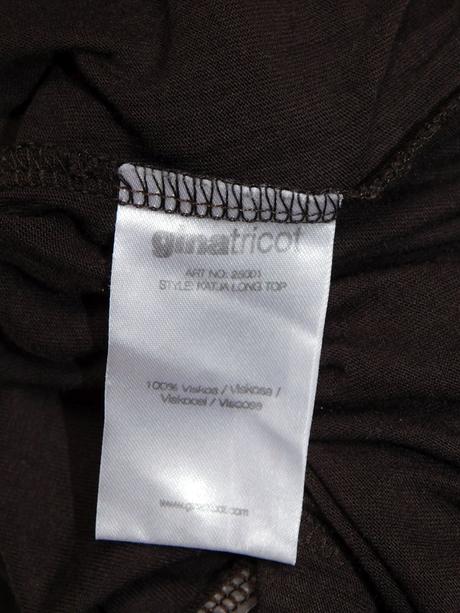 ginatricot
ART NO: 25001
STYLE: KATJA LONG TOP
100% Viskos / Viskose /
Viskoosi / Viscose
www.ginatricot.com